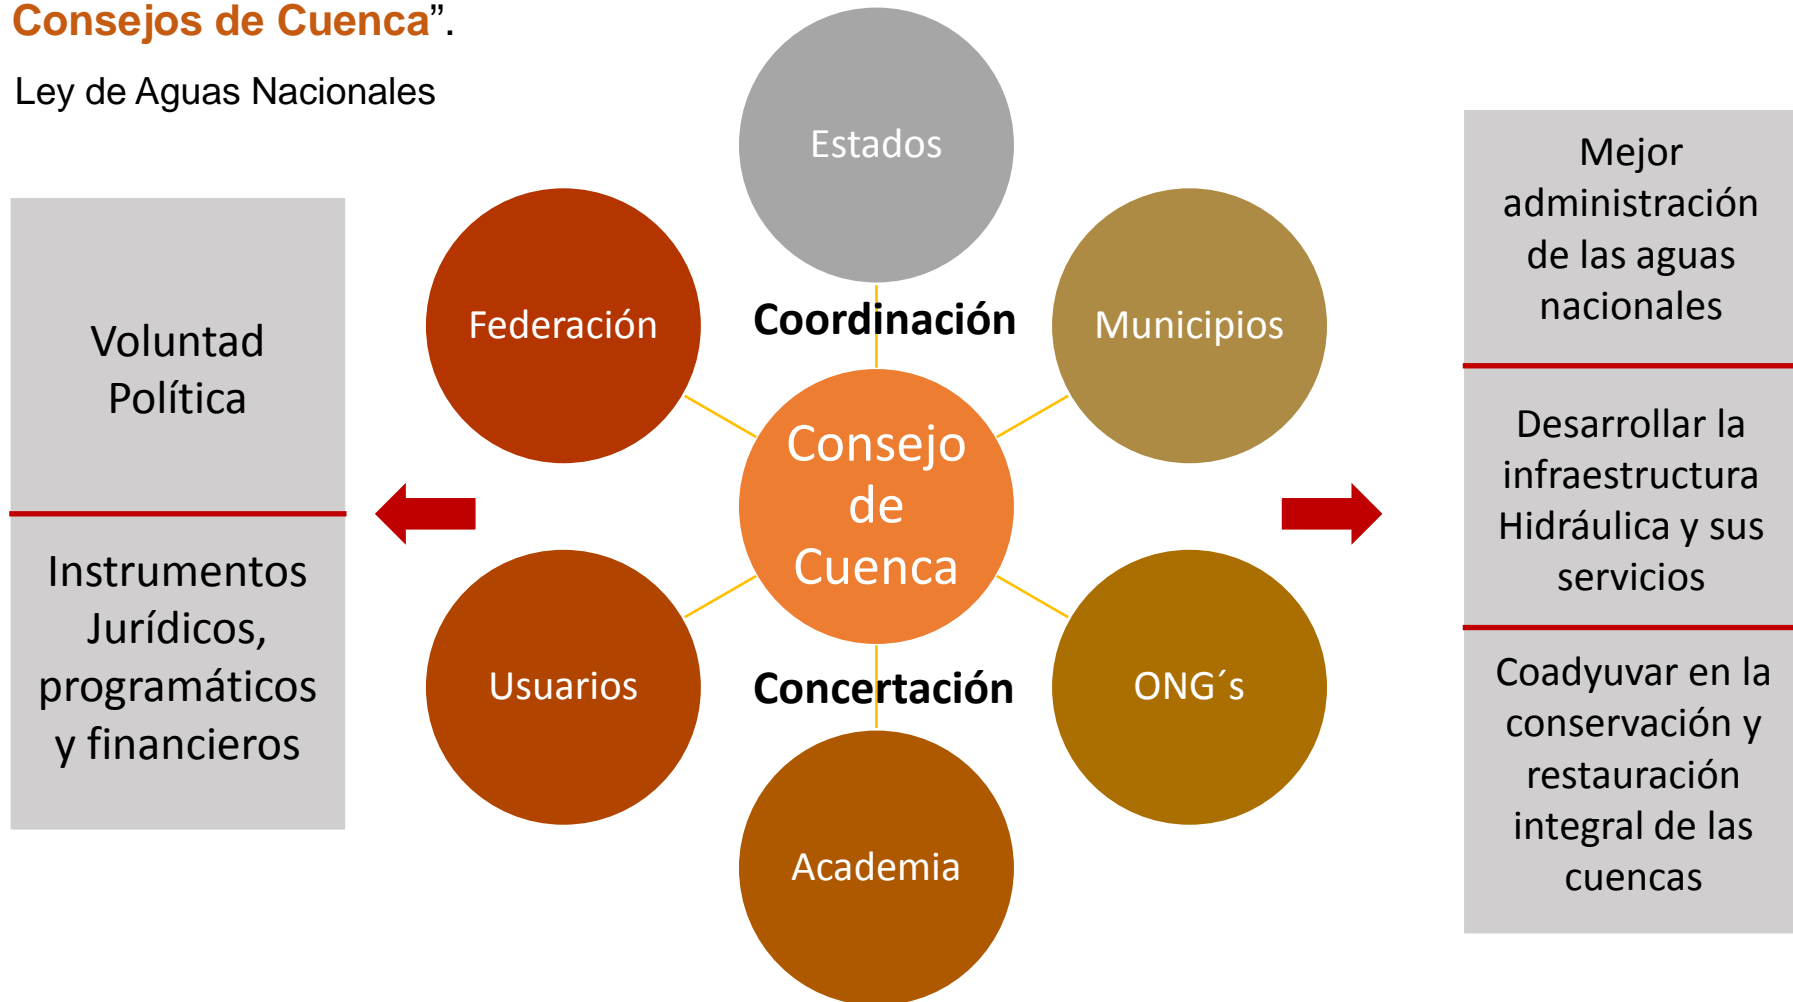 Consejos de Cuenca”.
Ley de Aguas Nacionales
Voluntad
Política
Instrumentos
Jurídicos,
programáticos
y financieros
Estados
Federación
Coordinación
Municipios
Consejo
de
Cuenca
Usuarios
Concertación
ONG´s
Academia
Mejor
administración
de las aguas
nacionales
Desarrollar la
infraestructura
Hidráulica y sus
servicios
Coadyuvar en la
conservación y
restauración
integral de las
cuencas